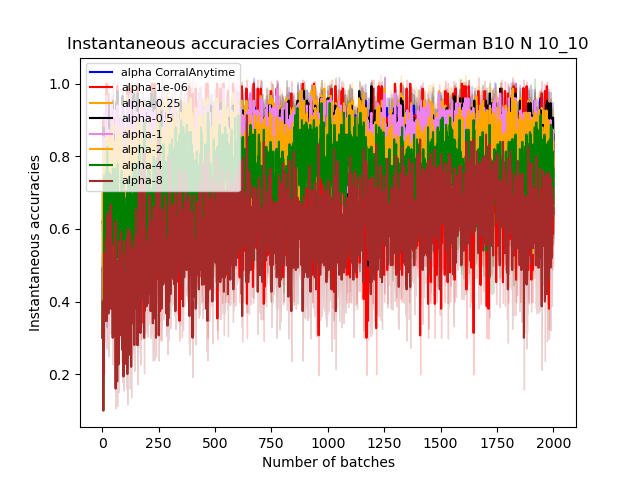 Instantaneous accuracies CorralAnytime German B10 N 10_10
Instantaneous accuracies
1.0
0.8
0.6
0.4
0.2
alpha CorralAnytime
alpha-1e-06
alpha-0.25
alpha-0.5
alpha-1
alpha-2
alpha-4
alpha-8
0 250 500 750 1000 1250 1500 1750 2000
Number of batches